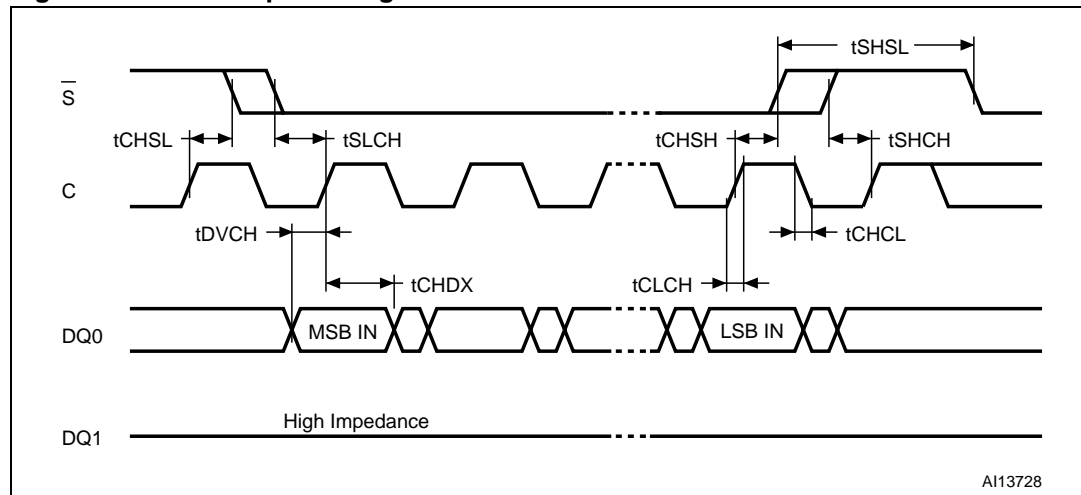 tSHSL
S
tCHSL
tSLCH
tCHSH
tSHCH
C
tDVCH
tCHCL
tCHDX
tCLCH
DQ0
MSB IN
LSB IN
High Impedance
DQ1
AI13728